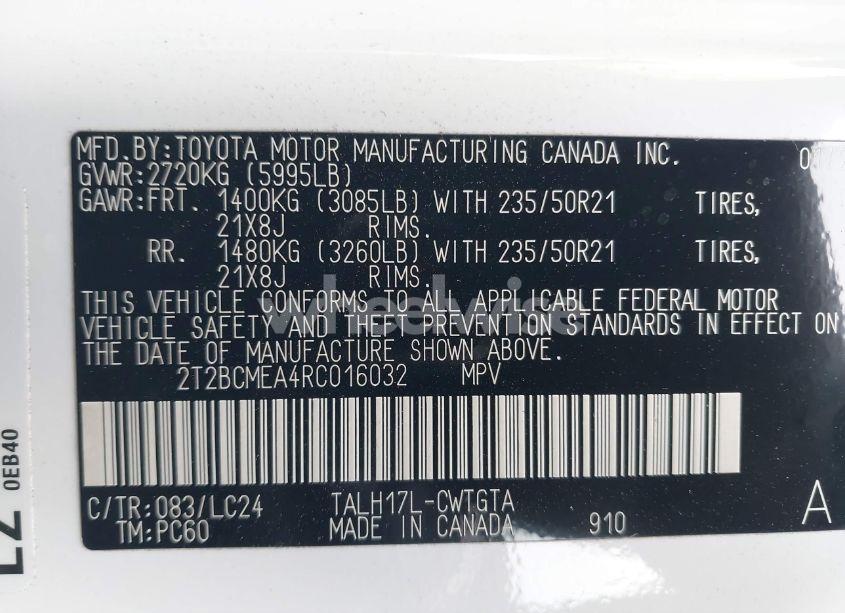 MFD.BY:TOYOTA MOTOR MANUFACTURING CANADA INC.
GVWR:2720KG (5995LB)
GAWR:FRT. 1400KG (3085LB) WITH 235/50R21 TIRES,
21X8J RIMS.
RR. 1480KG (3260LB) WITH 235/50R21 TIRES,
21X8J RIMS.
THIS VEHICLE CONFORMS TO ALL APPLICABLE FEDERAL MOTOR
VEHICLE SAFETY AND THEFT PREVENTION STANDARDS IN EFFECT ON
THE DATE OF MANUFACTURE SHOWN ABOVE.
2T2BCMEA4RC016032 MPV
C/TR:083/LC24 TALH17L-CWTGTA A
TM:PC60 MADE IN CANADA 910
0EB40